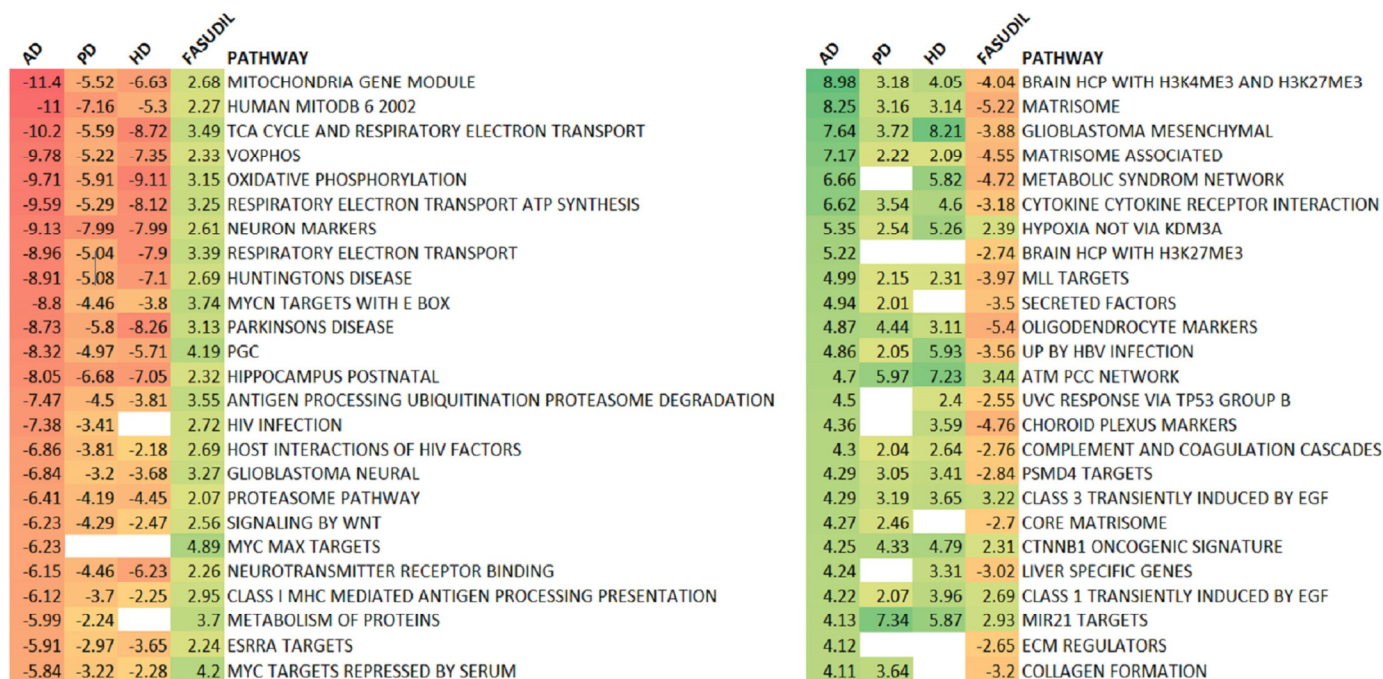 AD PD HD FASUDIL PATHWAY
-11.4 -5.52 -6.63 2.68 MITOCHONDRIA GENE MODULE
-11 -7.16 -5.3 2.27 HUMAN MITODB 6 2002
-10.2 -5.59 -8.72 3.49 TCA CYCLE AND RESPIRATORY ELECTRON TRANSPORT
-9.78 -5.22 -7.35 2.33 VOXPHOS
-9.71 -5.91 -9.11 3.15 OXIDATIVE PHOSPHORYLATION
-9.59 -5.29 -8.12 3.25 RESPIRATORY ELECTRON TRANSPORT ATP SYNTHESIS
-9.13 -7.99 -7.99 2.61 NEURON MARKERS
-8.96 -5.04 -7.9 3.39 RESPIRATORY ELECTRON TRANSPORT
-8.91 -5.08 -7.1 2.69 HUNTINGTONS DISEASE
-8.8 -4.46 -3.8 3.74 MYCN TARGETS WITH E BOX
-8.73 -5.8 -8.26 3.13 PARKINSONS DISEASE
-8.32 -4.97 -5.71 4.19 PGC
-8.05 -6.68 -7.05 2.32 HIPPOCAMPUS POSTNATAL
-7.47 -4.5 -3.81 3.55 ANTIGEN PROCESSING UBIQUITINATION PROTEASOME DEGRADATION
-7.38 -3.41 2.72 HIV INFECTION
-6.86 -3.81 -2.18 2.69 HOST INTERACTIONS OF HIV FACTORS
-6.84 -3.2 -3.68 3.27 GLIOBLASTOMA NEURAL
-6.41 -4.19 -4.45 2.07 PROTEASOME PATHWAY
-6.23 -4.29 -2.47 2.56 SIGNALING BY WNT
-6.23 4.89 MYC MAX TARGETS
-6.15 -4.46 -6.23 2.26 NEUROTRANSMITTER RECEPTOR BINDING
-6.12 -3.7 -2.25 2.95 CLASS I MHC MEDIATED ANTIGEN PROCESSING PRESENTATION
-5.99 -2.24 3.7 METABOLISM OF PROTEINS
-5.91 -2.97 -3.65 2.24 ESRRA TARGETS
-5.84 -3.22 -2.28 4.2 MYC TARGETS REPRESSED BY SERUM
AD PD HD FASUDIL PATHWAY
8.98 3.18 4.05 -4.04 BRAIN HCP WITH H3K4ME3 AND H3K27ME3
8.25 3.16 3.14 -5.22 MATRISOME
7.64 3.72 8.21 -3.88 GLIOBLASTOMA MESENCHYMAL
7.17 2.22 2.09 -4.55 MATRISOME ASSOCIATED
6.66 5.82 -4.72 METABOLIC SYNDROM NETWORK
6.62 3.54 4.6 -3.18 CYTOKINE CYTOKINE RECEPTOR INTERACTION
5.35 2.54 5.26 2.39 HYPOXIA NOT VIA KDM3A
5.22 -2.74 BRAIN HCP WITH H3K27ME3
4.99 2.15 2.31 -3.97 MLL TARGETS
4.94 2.01 -3.5 SECRETED FACTORS
4.87 4.44 3.11 -5.4 OLIGODENDROCYTE MARKERS
4.86 2.05 5.93 -3.56 UP BY HBV INFECTION
4.7 5.97 7.23 3.44 ATM PCC NETWORK
4.5 2.4 -2.55 UVC RESPONSE VIA TP53 GROUP B
4.36 3.59 -4.76 CHOROID PLEXUS MARKERS
4.3 2.04 2.64 -2.76 COMPLEMENT AND COAGULATION CASCADES
4.29 3.05 3.41 -2.84 PSMD4 TARGETS
4.29 3.19 3.65 3.22 CLASS 3 TRANSIENTLY INDUCED BY EGF
4.27 2.46 -2.7 CORE MATRISOME
4.25 4.33 4.79 2.31 CTNNB1 ONCOGENIC SIGNATURE
4.24 3.31 -3.02 LIVER SPECIFIC GENES
4.22 2.07 3.96 2.69 CLASS 1 TRANSIENTLY INDUCED BY EGF
4.13 7.34 5.87 2.93 MIR21 TARGETS
4.12 -2.65 ECM REGULATORS
4.11 3.64 -3.2 COLLAGEN FORMATION